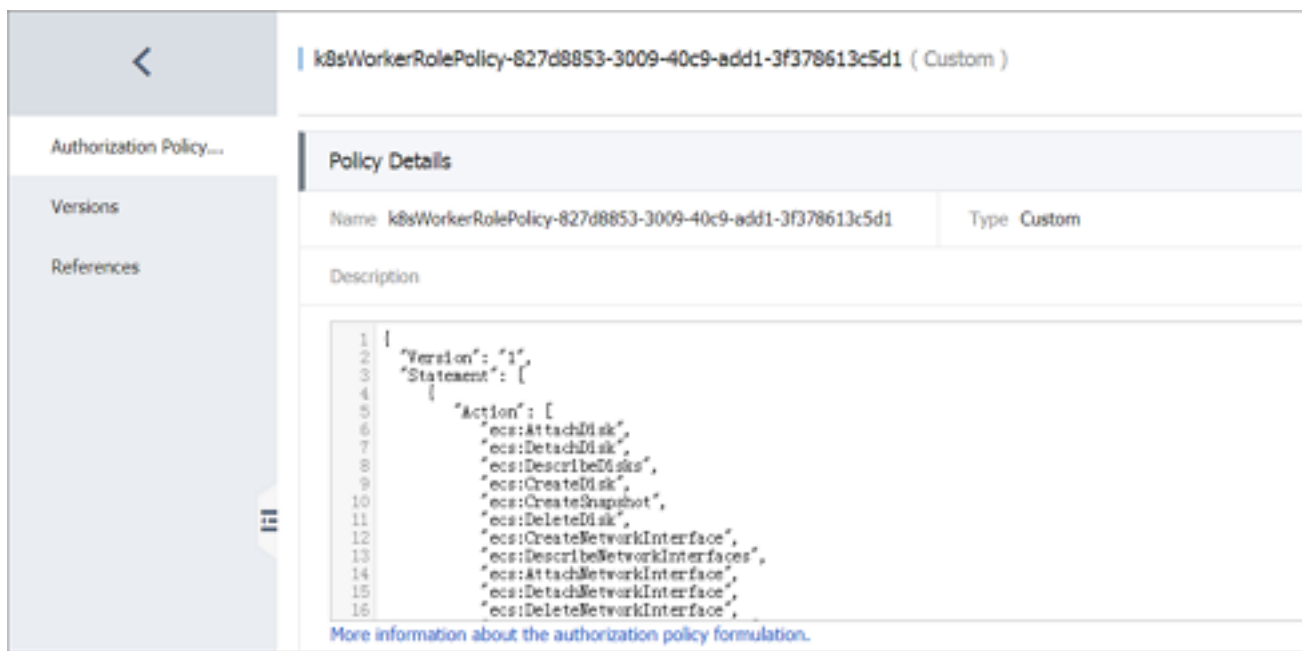 k8sWorkerRolePolicy-827d8853-3009-40c9-add1-3f378613c5d1 ( Custom )
Authorization Policy....
Versions
References
Policy Details
Name k8sWorkerRolePolicy-827d8853-3009-40c9-add1-3f378613c5d1 Type Custom
Description
1 {
2 "Version": "1",
3 "Statement": [
4 {
5 "Action": [
6 "ecs:AttachDisk",
7 "ecs:DetachDisk",
8 "ecs:DescribeDisks",
9 "ecs:CreateDisk",
10 "ecs:CreateSnapshot",
11 "ecs:DeleteDisk",
12 "ecs:CreateNetworkInterface",
13 "ecs:DescribeNetworkInterfaces",
14 "ecs:AttachNetworkInterface",
15 "ecs:DetachNetworkInterface",
16 "ecs:DeleteNetworkInterface",
More information about the authorization policy formulation.